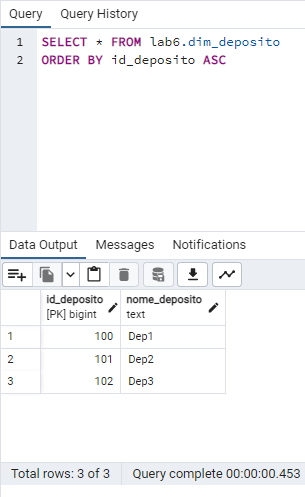 Query Query History
1 SELECT * FROM lab6.dim_deposito
2 ORDER BY id_deposito ASC
Data Output Messages Notifications
id_deposito nome_deposito
[PK] bigint text
1 100 Dep1
2 101 Dep2
3 102 Dep3
Total rows: 3 of 3 Query complete 00:00:00.453